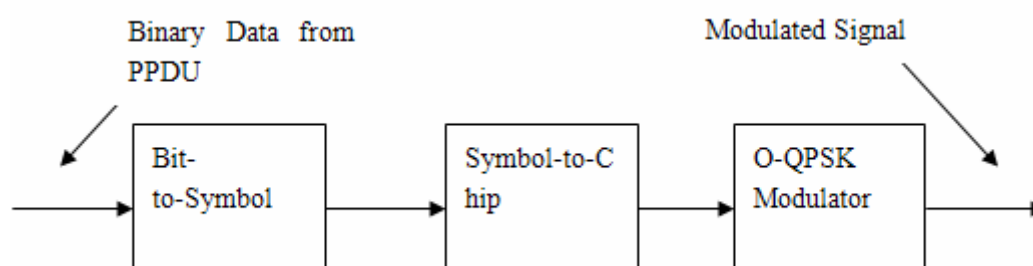 Binary Data from
PPDU
Modulated Signal
Bit-
to-Symbol
Symbol-to-C
hip
O-QPSK
Modulator